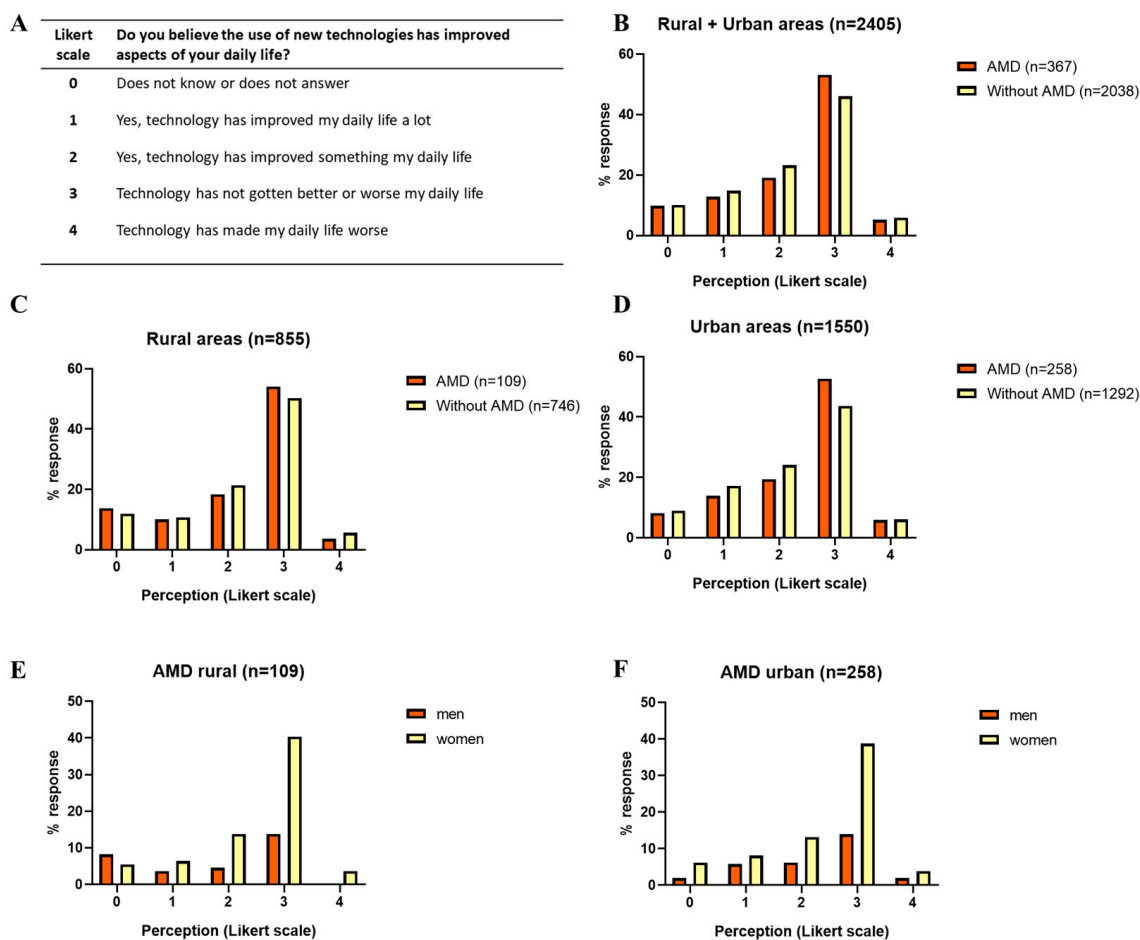 A
Likert scale
Do you believe the use of new technologies has improved
aspects of your daily life?
0 Does not know or does not answer
1 Yes, technology has improved my daily life a lot
2 Yes, technology has improved something my daily life
3 Technology has not gotten better or worse my daily life
4 Technology has made my daily life worse
B
Rural + Urban areas (n=2405)
AMD (n=367)
Without AMD (n=2038)
% response
60
40
20
0
0 1 2 3 4
Perception (Likert scale)
C
Rural areas (n=855)
AMD (n=109)
Without AMD (n=746)
% response
60
40
20
0
0 1 2 3 4
Perception (Likert scale)
D
Urban areas (n=1550)
AMD (n=258)
Without AMD (n=1292)
% response
60
40
20
0
0 1 2 3 4
Perception (Likert scale)
E
AMD rural (n=109)
men
women
% response
50
40
30
20
10
0
0 1 2 3 4
Perception (Likert scale)
F
AMD urban (n=258)
men
women
% response
50
40
30
20
10
0
0 1 2 3 4
Perception (Likert scale)